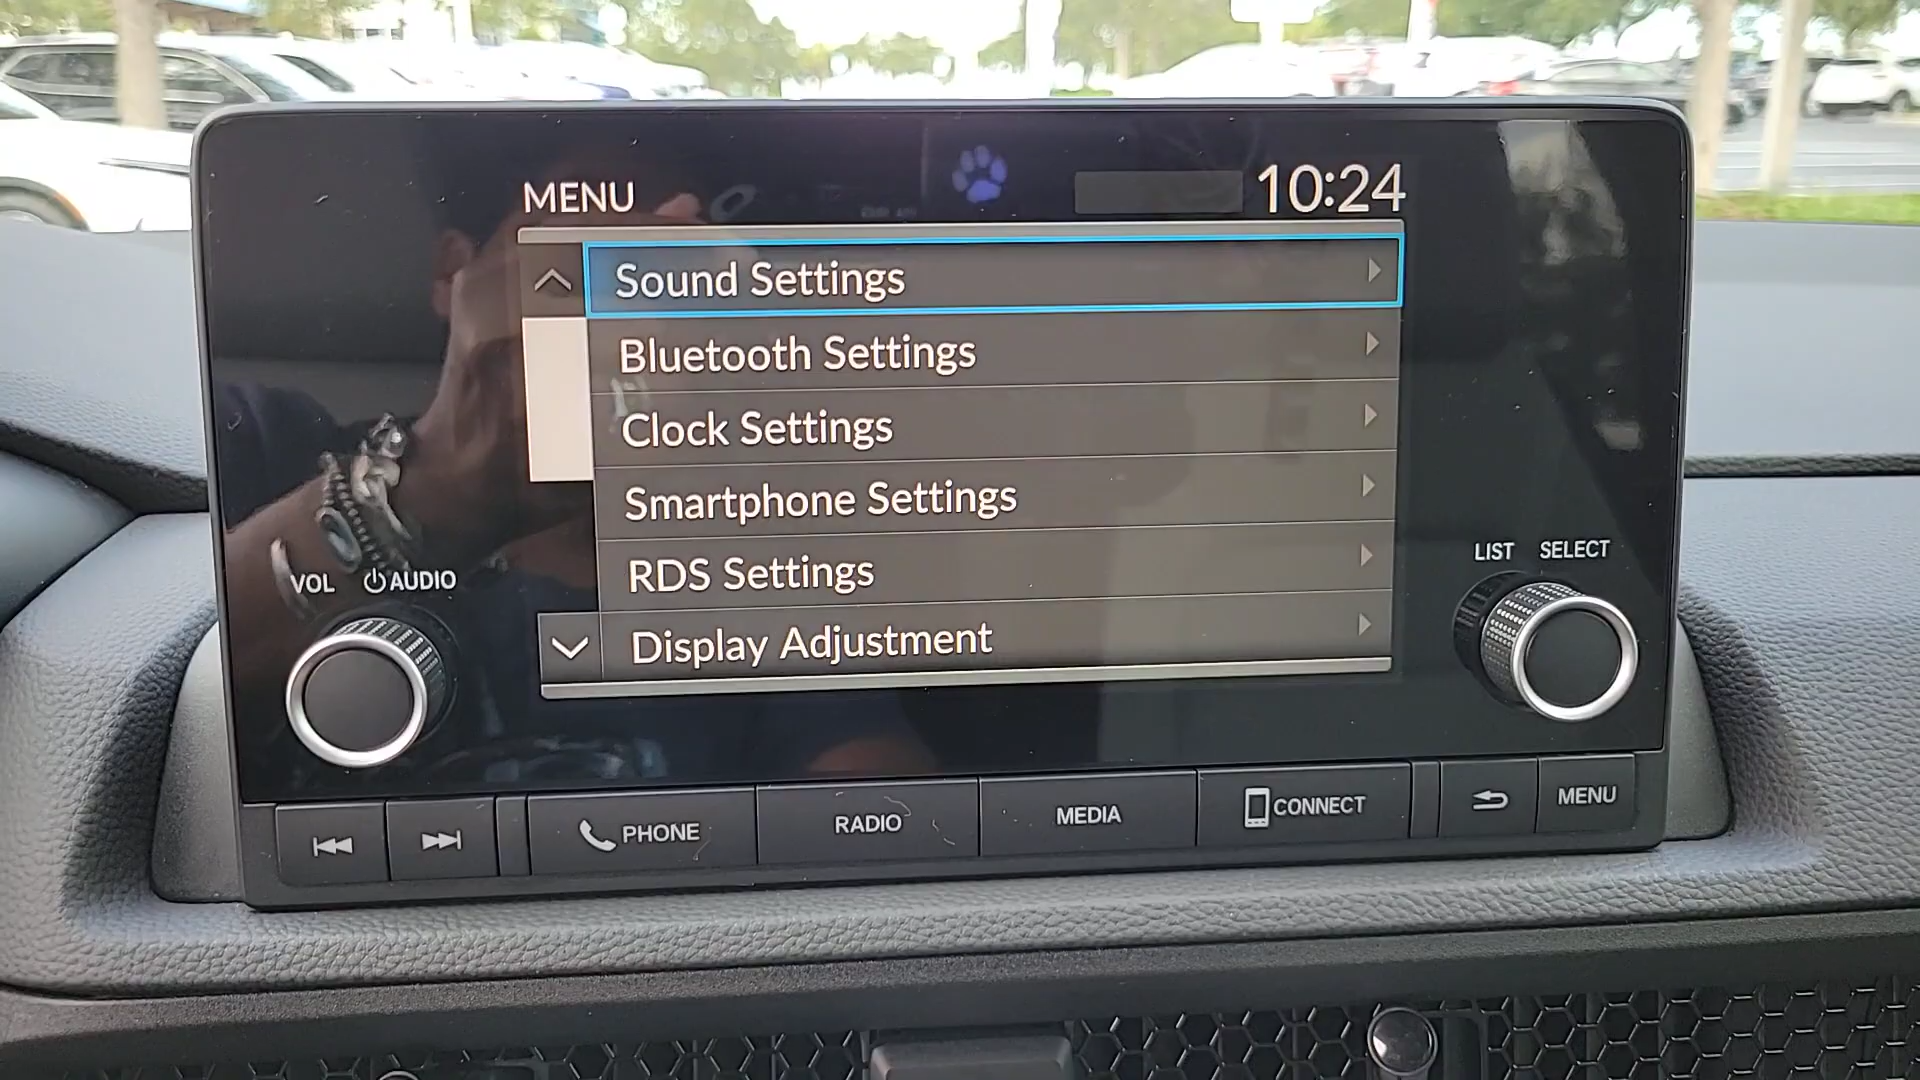 MENU
10:24
Sound Settings
Bluetooth Settings
Clock Settings
Smartphone Settings
RDS Settings
Display Adjustment
VOL AUDIO
LIST SELECT
PHONE
RADIO
MEDIA
CONNECT
MENU